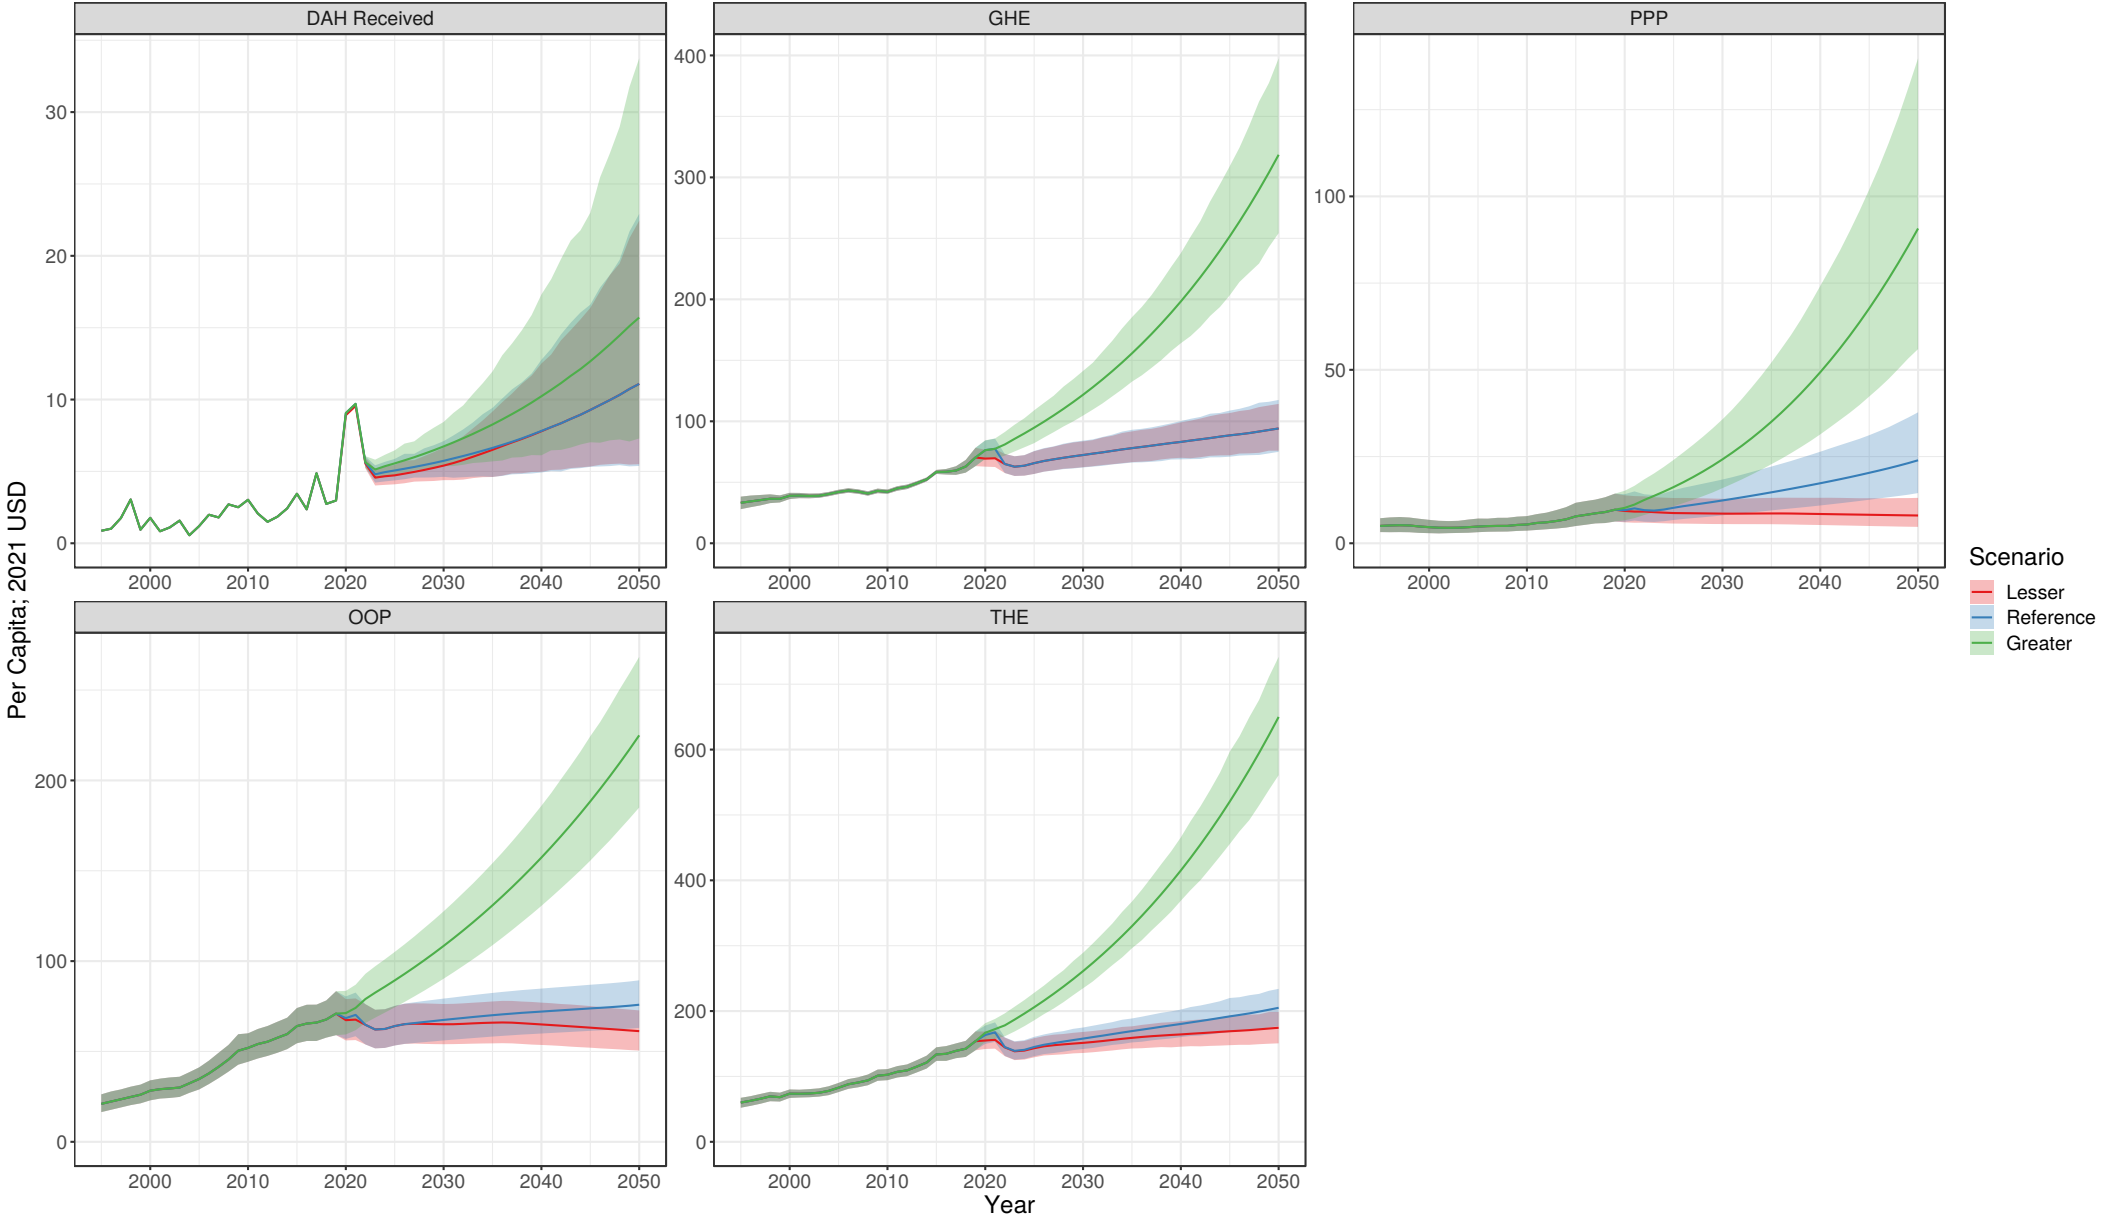 DAH Received
GHE
PPP
30
20
10
0
400
300
200
100
0
100
50
0
2000 2010 2020 2030 2040 2050
2000 2010 2020 2030 2040 2050
2000 2010 2020 2030 2040 2050
OOP
THE
200
100
0
600
400
200
0
2000 2010 2020 2030 2040 2050
2000 2010 2020 2030 2040 2050
Year
Per Capita; 2021 USD
Scenario
Lesser
Reference
Greater